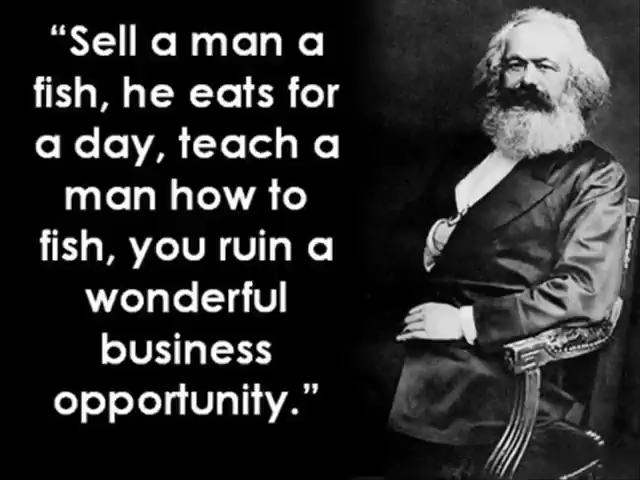 “Sell a man a
fish, he eats for
a day, teach a
man how to
fish, you ruin a
wonderful
business
opportunity.”